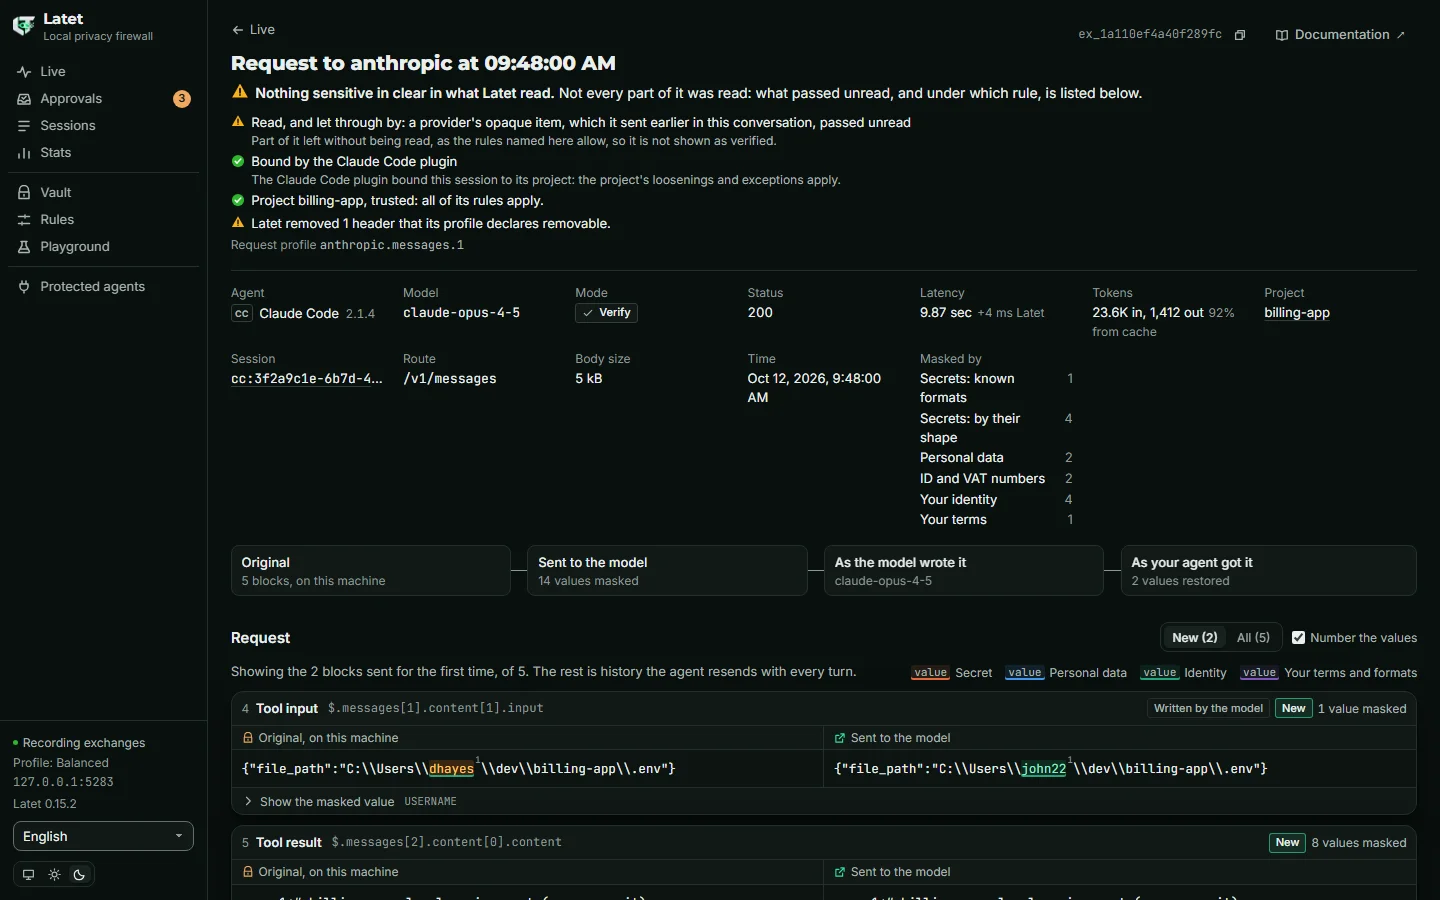 Latet
Local privacy firewall
Live
Approvals 3
Sessions
Stats
Vault
Rules
Playground
Protected agents
Recording exchanges
Profile: Balanced
127.0.0.1:5283
Latet 0.15.2
English
← Live
ex_1a110ef4a40f289fc
Documentation ↗
Request to anthropic at 09:48:00 AM
Nothing sensitive in clear in what Latet read. Not every part of it was read: what passed unread, and under which rule, is listed below.
Read, and let through by: a provider's opaque item, which it sent earlier in this conversation, passed unread
Part of it left without being read, as the rules named here allow, so it is not shown as verified.
Bound by the Claude Code plugin
The Claude Code plugin bound this session to its project: the project's loosenings and exceptions apply.
Project billing-app, trusted: all of its rules apply.
Latet removed 1 header that its profile declares removable.
Request profile anthropic.messages.1
Agent
CC Claude Code 2.1.4
Model
claude-opus-4-5
Mode
Verify
Status
200
Latency
9.87 sec +4 ms Latet
Tokens
23.6K in, 1,412 out 92%
from cache
Project
billing-app
Session
cc:3f2a9c1e-6b7d-4...
Route
/v1/messages
Body size
5 kB
Time
Oct 12, 2026, 9:48:00
AM
Masked by
Secrets: known 1
formats
Secrets: by their 4
shape
Personal data 2
ID and VAT numbers 2
Your identity 4
Your terms 1
Original
5 blocks, on this machine
Sent to the model
14 values masked
As the model wrote it
claude-opus-4-5
As your agent got it
2 values restored
Request
New (2) All (5) Number the values
Showing the 2 blocks sent for the first time, of 5. The rest is history the agent resends with every turn.
value Secret value Personal data value Identity value Your terms and formats
4 Tool input $.messages[1].content[1].input
Written by the model New 1 value masked
Original, on this machine
Sent to the model
{"file_path":"C:\\Users\\dhayes1\\dev\\billing-app\\.env"}
{"file_path":"C:\\Users\\john221\\dev\\billing-app\\.env"}
Show the masked value USERNAME
5 Tool result $.messages[2].content[0].content
New 8 values masked
Original, on this machine
Sent to the model